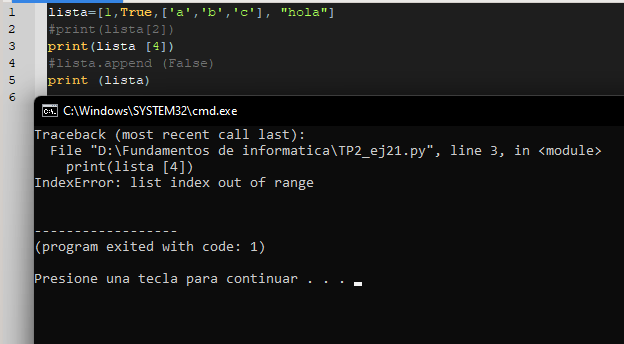 1 lista=[1,True,['a','b','c'], "hola"]
2 #print(lista[2])
3 print(lista [4])
4 #lista.append (False)
5 print (lista)
6
C:\Windows\SYSTEM32\cmd.exe
Traceback (most recent call last):
  File "D:\Fundamentos de informatica\TP2_ej21.py", line 3, in <module>
    print(lista [4])
IndexError: list index out of range
------------------
(program exited with code: 1)
Presione una tecla para continuar . . .